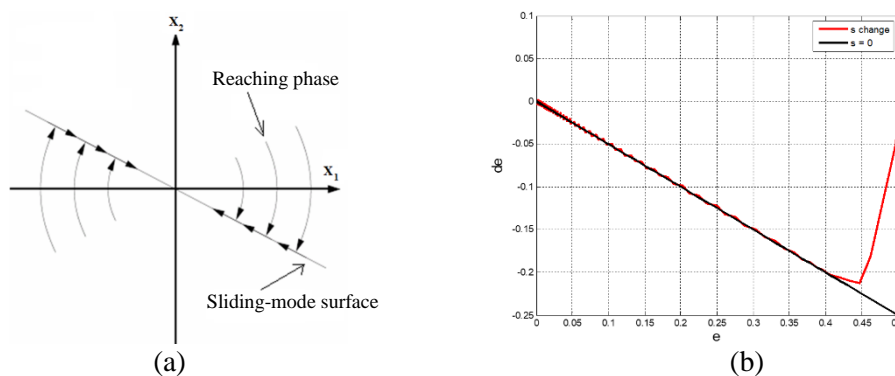 X2
Reaching phase
X1
Sliding-mode surface
(a)
0.1
0.05
0
-0.05
-0.1
-0.15
-0.2
-0.25
de
s change
s = 0
0 0.05 0.1 0.15 0.2 0.25 0.3 0.35 0.4 0.45 0.5
e
(b)